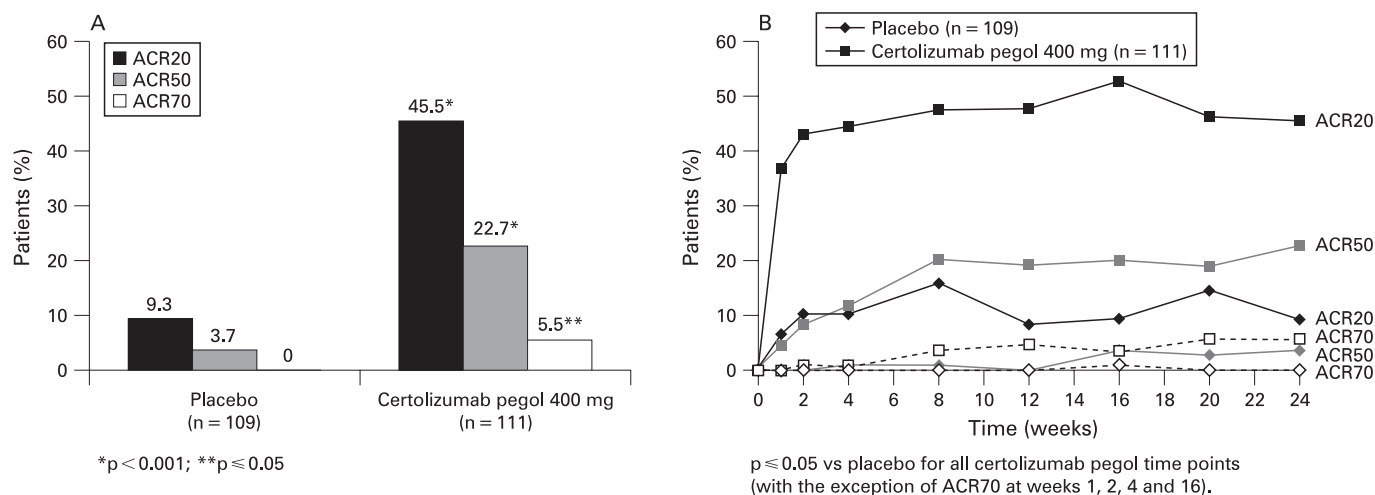 A
60
50
40
30
20
10
0
Patients (%)
ACR20
ACR50
ACR70
9.3
3.7
0
45.5*
22.7*
5.5**
Placebo
(n = 109)
Certolizumab pegol 400 mg
(n = 111)
*p < 0.001; **p ≤ 0.05
B
Placebo (n = 109)
Certolizumab pegol 400 mg (n = 111)
60
50
40
30
20
10
0
Patients (%)
ACR20
ACR50
ACR20
ACR70
ACR50
ACR70
0 2 4 6 8 10 12 14 16 18 20 22 24
Time (weeks)
p ≤ 0.05 vs placebo for all certolizumab pegol time points
(with the exception of ACR70 at weeks 1, 2, 4 and 16).